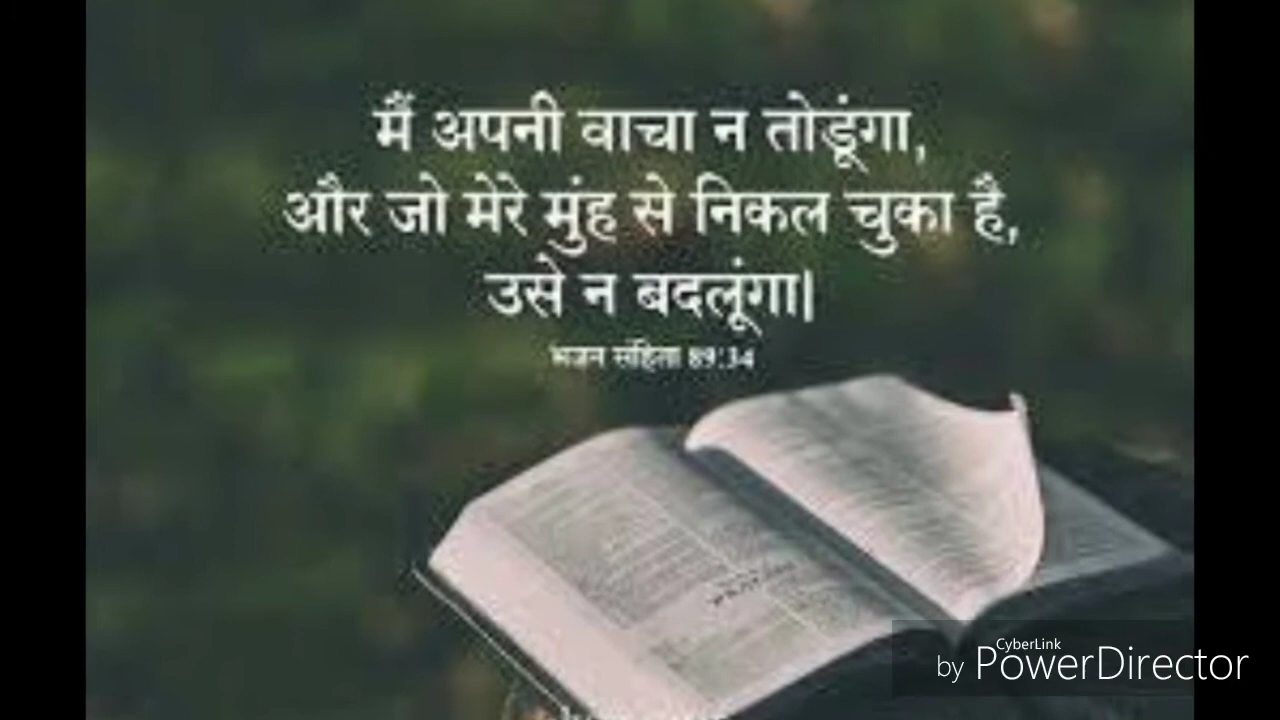 मैं अपनी वाचा न तोडूंगा,
और जो मेरे मुंह से निकल चुका है,
उसे न बदलूंगा|
भजन संहिता 89:34
CyberLink
by PowerDirector